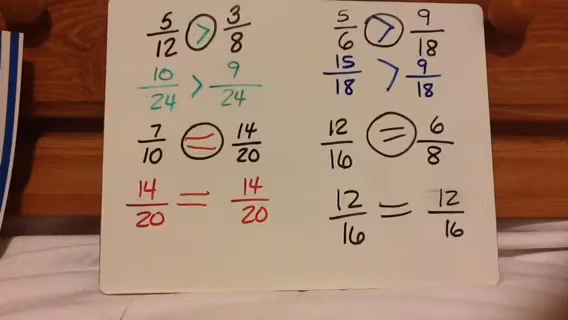 5/12 > 3/8
10/24 > 9/24
7/10 = 14/20
14/20 = 14/20
5/6 > 9/18
15/18 > 9/18
12/16 = 6/8
12/16 = 12/16